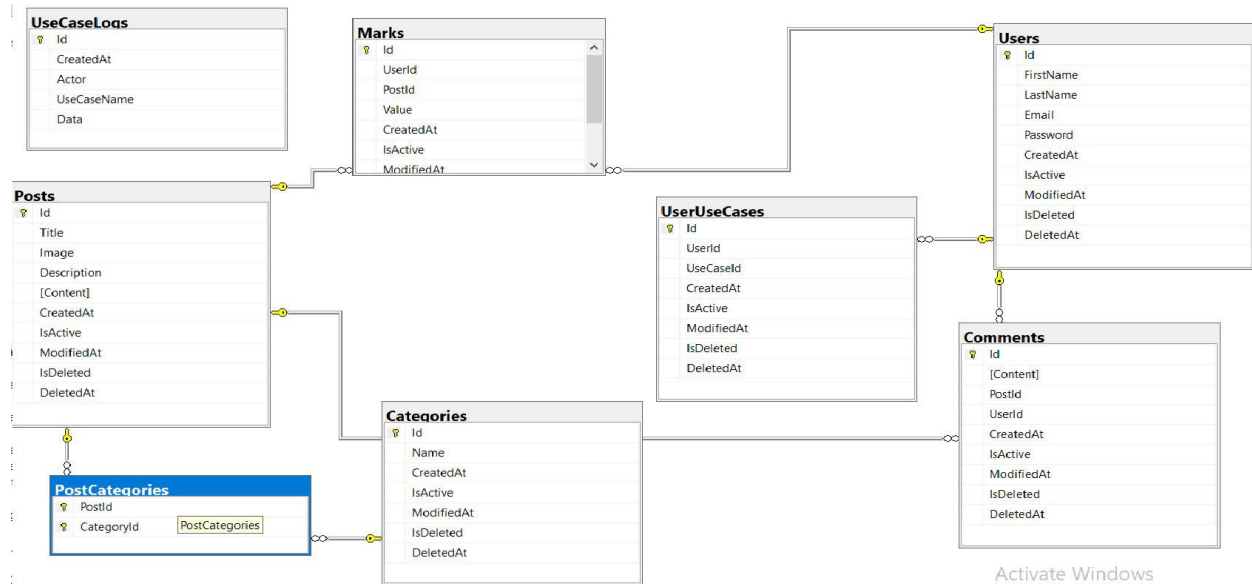 UseCaseLogs
Id
CreatedAt
Actor
UseCaseName
Data
Marks
Id
UserId
PostId
Value
CreatedAt
IsActive
ModifiedAt
Users
Id
FirstName
LastName
Email
Password
CreatedAt
IsActive
ModifiedAt
IsDeleted
DeletedAt
Posts
Id
Title
Image
Description
[Content]
CreatedAt
IsActive
ModifiedAt
IsDeleted
DeletedAt
UserUseCases
Id
UserId
UseCaseId
CreatedAt
IsActive
ModifiedAt
IsDeleted
DeletedAt
Comments
Id
[Content]
PostId
UserId
CreatedAt
IsActive
ModifiedAt
IsDeleted
DeletedAt
Categories
Id
Name
CreatedAt
IsActive
ModifiedAt
IsDeleted
DeletedAt
PostCategories
PostId
CategoryId
PostCategories
Activate Windows